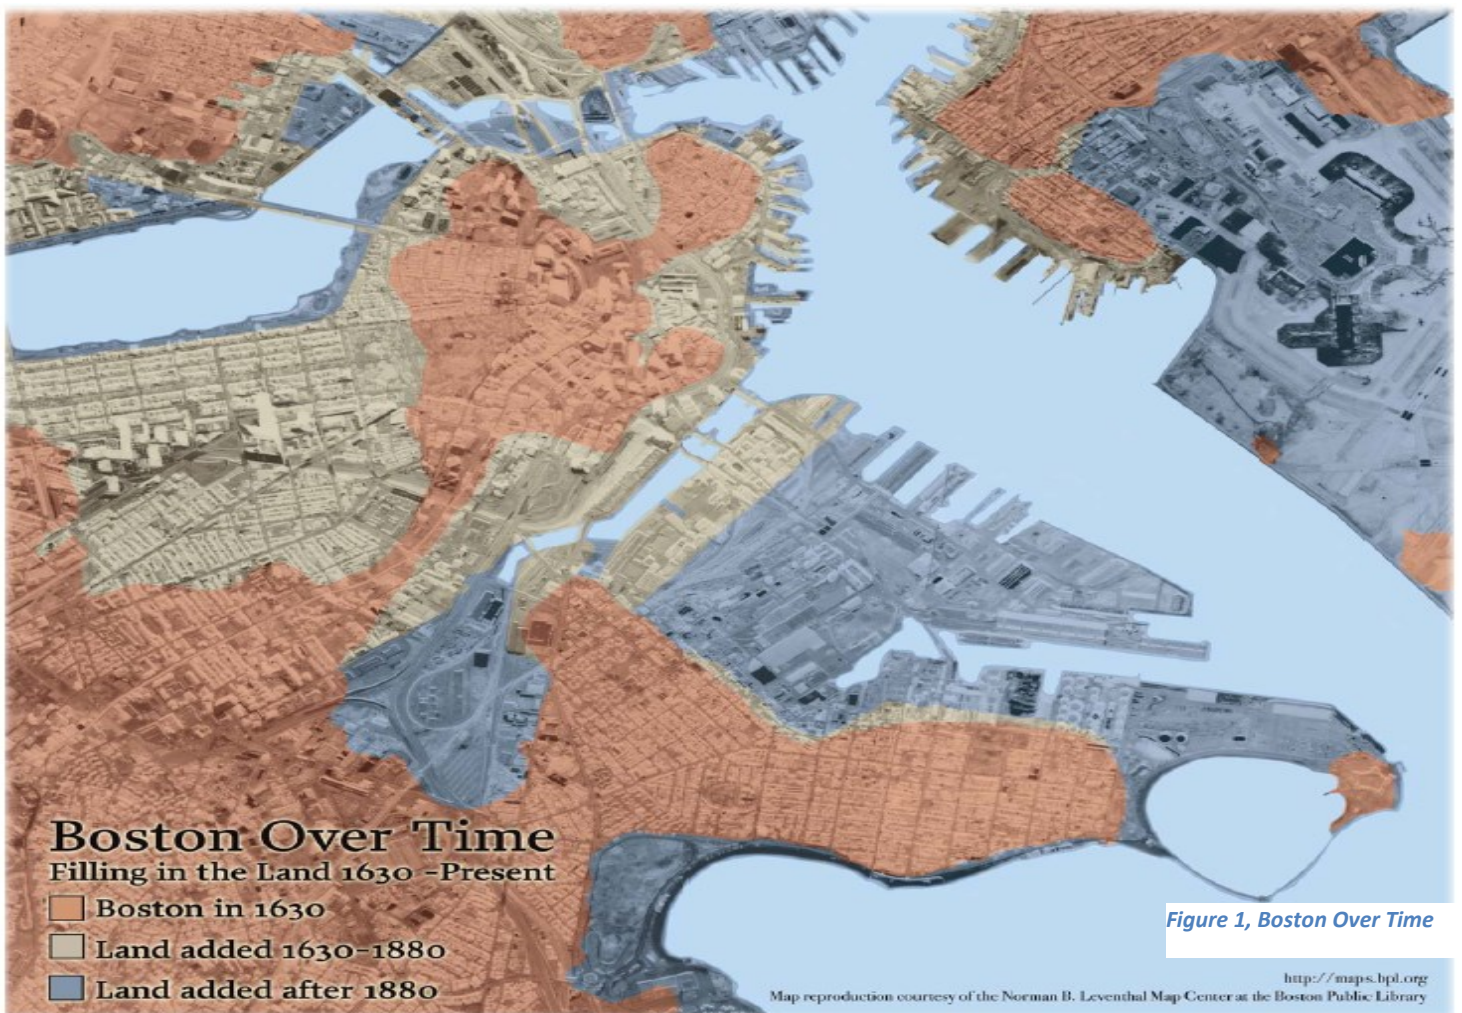 Boston Over Time
Filling in the Land 1630 -Present
Boston in 1630
Land added 1630-1880
Land added after 1880
Figure 1, Boston Over Time
http://maps.bpl.org
Map reproduction courtesy of the Norman B. Leventhal Map Center at the Boston Public Library